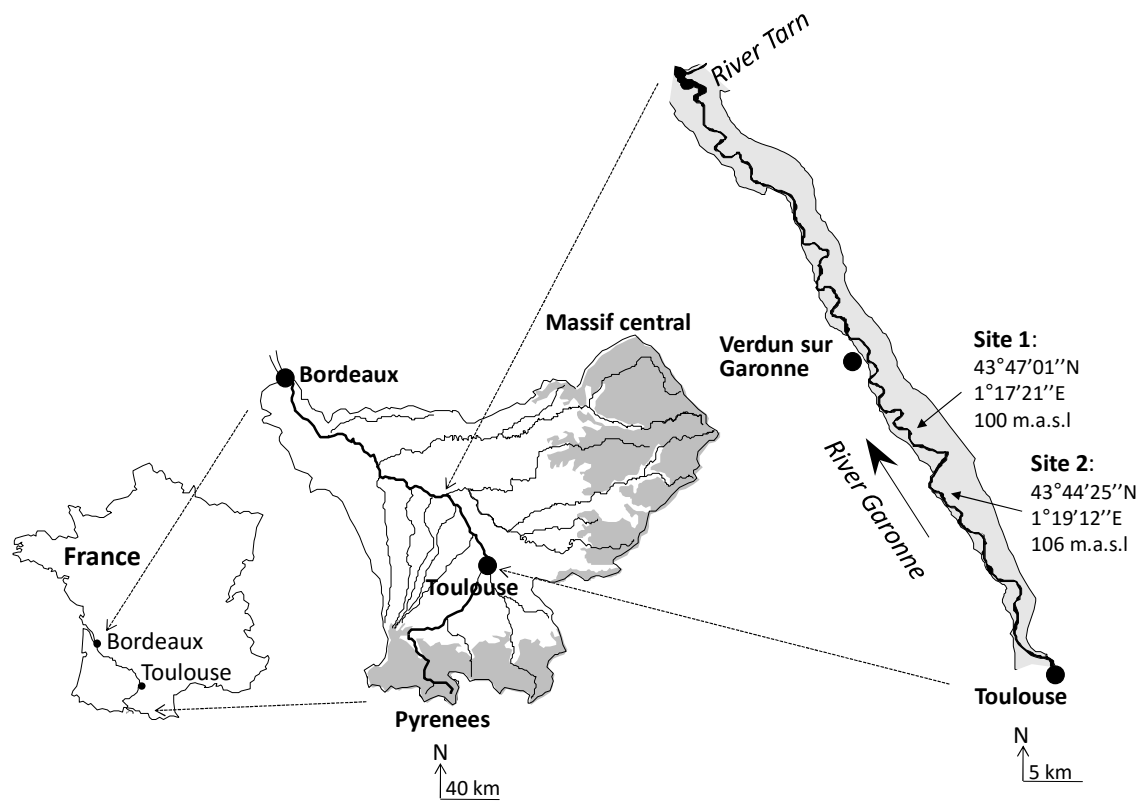 River Tarn
Massif central
Verdun sur
Garonne
Site 1:
43°47’01’’N
1°17’21’’E
100 m.a.s.l
Bordeaux
River Garonne
Site 2:
43°44’25’’N
1°19’12’’E
106 m.a.s.l
France
Toulouse
Bordeaux
Toulouse
Toulouse
Pyrenees
N
40 km
N
5 km